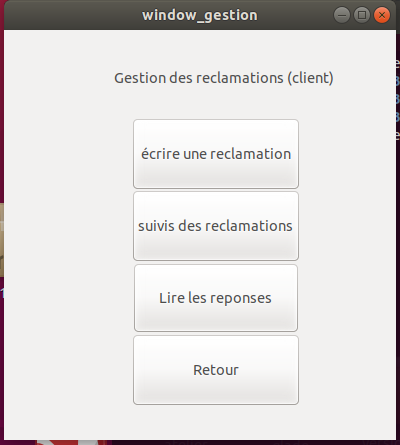 window_gestion
Gestion des reclamations (client)
écrire une reclamation
suivis des reclamations
Lire les reponses
Retour